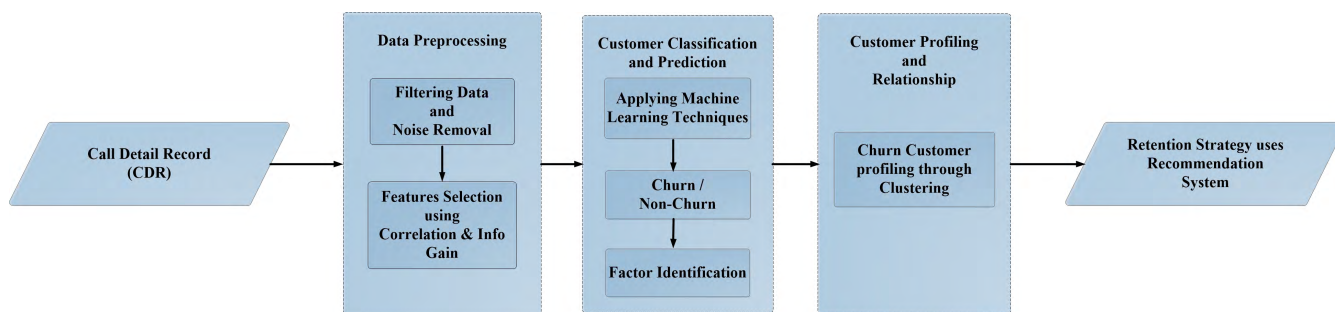 Call Detail Record
(CDR)
Data Preprocessing
Filtering Data
and
Noise Removal
Features Selection
using
Correlation & Info
Gain
Customer Classification
and Prediction
Applying Machine
Learning Techniques
Churn /
Non-Churn
Factor Identification
Customer Profiling
and
Relationship
Churn Customer
profiling through
Clustering
Retention Strategy uses
Recommendation
System